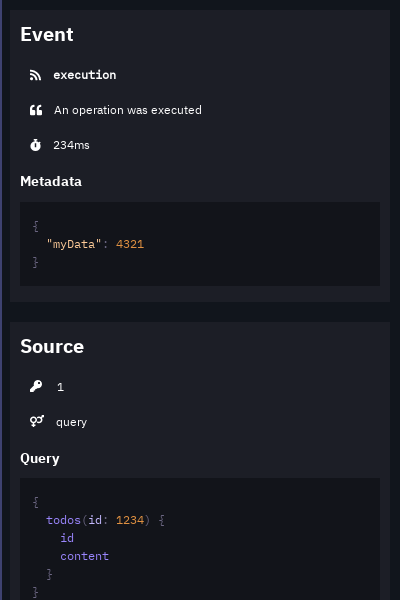 Event
execution
An operation was executed
234ms
Metadata
{
  "myData": 4321
}
Source
1
query
Query
{
  todos(id: 1234) {
    id
    content
  }
}